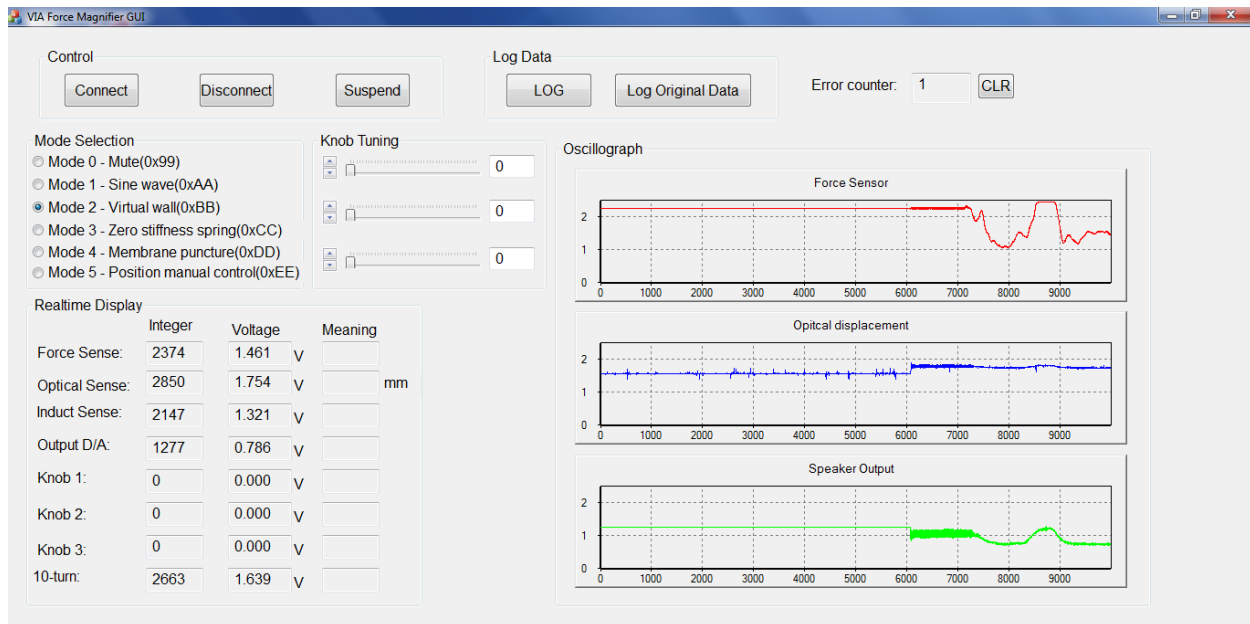 VIA Force Magnifier GUI
Control
Connect
Disconnect
Suspend
Log Data
LOG
Log Original Data
Error counter: 1 CLR
Mode Selection
Mode 0 - Mute(0x99)
Mode 1 - Sine wave(0xAA)
Mode 2 - Virtual wall(0xBB)
Mode 3 - Zero stiffness spring(0xCC)
Mode 4 - Membrane puncture(0xDD)
Mode 5 - Position manual control(0xEE)
Knob Tuning
0
0
0
Realtime Display
Integer Voltage Meaning
Force Sense: 2374 1.461 V
Optical Sense: 2850 1.754 V mm
Induct Sense: 2147 1.321 V
Output D/A: 1277 0.786 V
Knob 1: 0 0.000 V
Knob 2: 0 0.000 V
Knob 3: 0 0.000 V
10-turn: 2663 1.639 V
Oscillograph
Force Sensor
2
1
0
0 1000 2000 3000 4000 5000 6000 7000 8000 9000
Opitcal displacement
2
1
0
0 1000 2000 3000 4000 5000 6000 7000 8000 9000
Speaker Output
2
1
0
0 1000 2000 3000 4000 5000 6000 7000 8000 9000